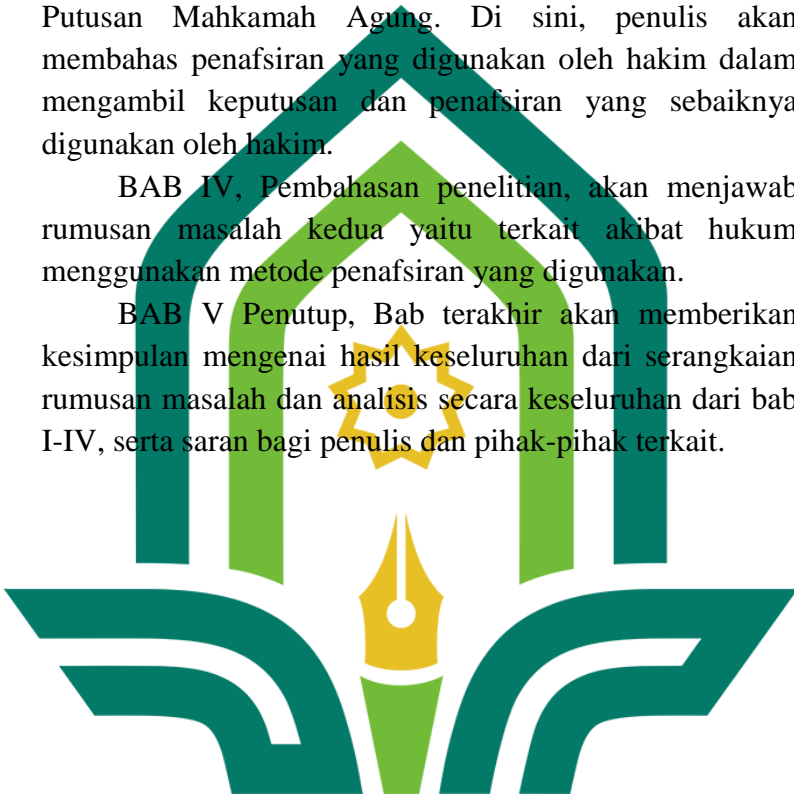 Putusan Mahkamah Agung. Di sini, penulis akan
membahas penafsiran yang digunakan oleh hakim dalam
mengambil keputusan dan penafsiran yang sebaiknya
digunakan oleh hakim.
BAB IV, Pembahasan penelitian, akan menjawab
rumusan masalah kedua yaitu terkait akibat hukum
menggunakan metode penafsiran yang digunakan.
BAB V Penutup, Bab terakhir akan memberikan
kesimpulan mengenai hasil keseluruhan dari serangkaian
rumusan masalah dan analisis secara keseluruhan dari bab
I-IV, serta saran bagi penulis dan pihak-pihak terkait.